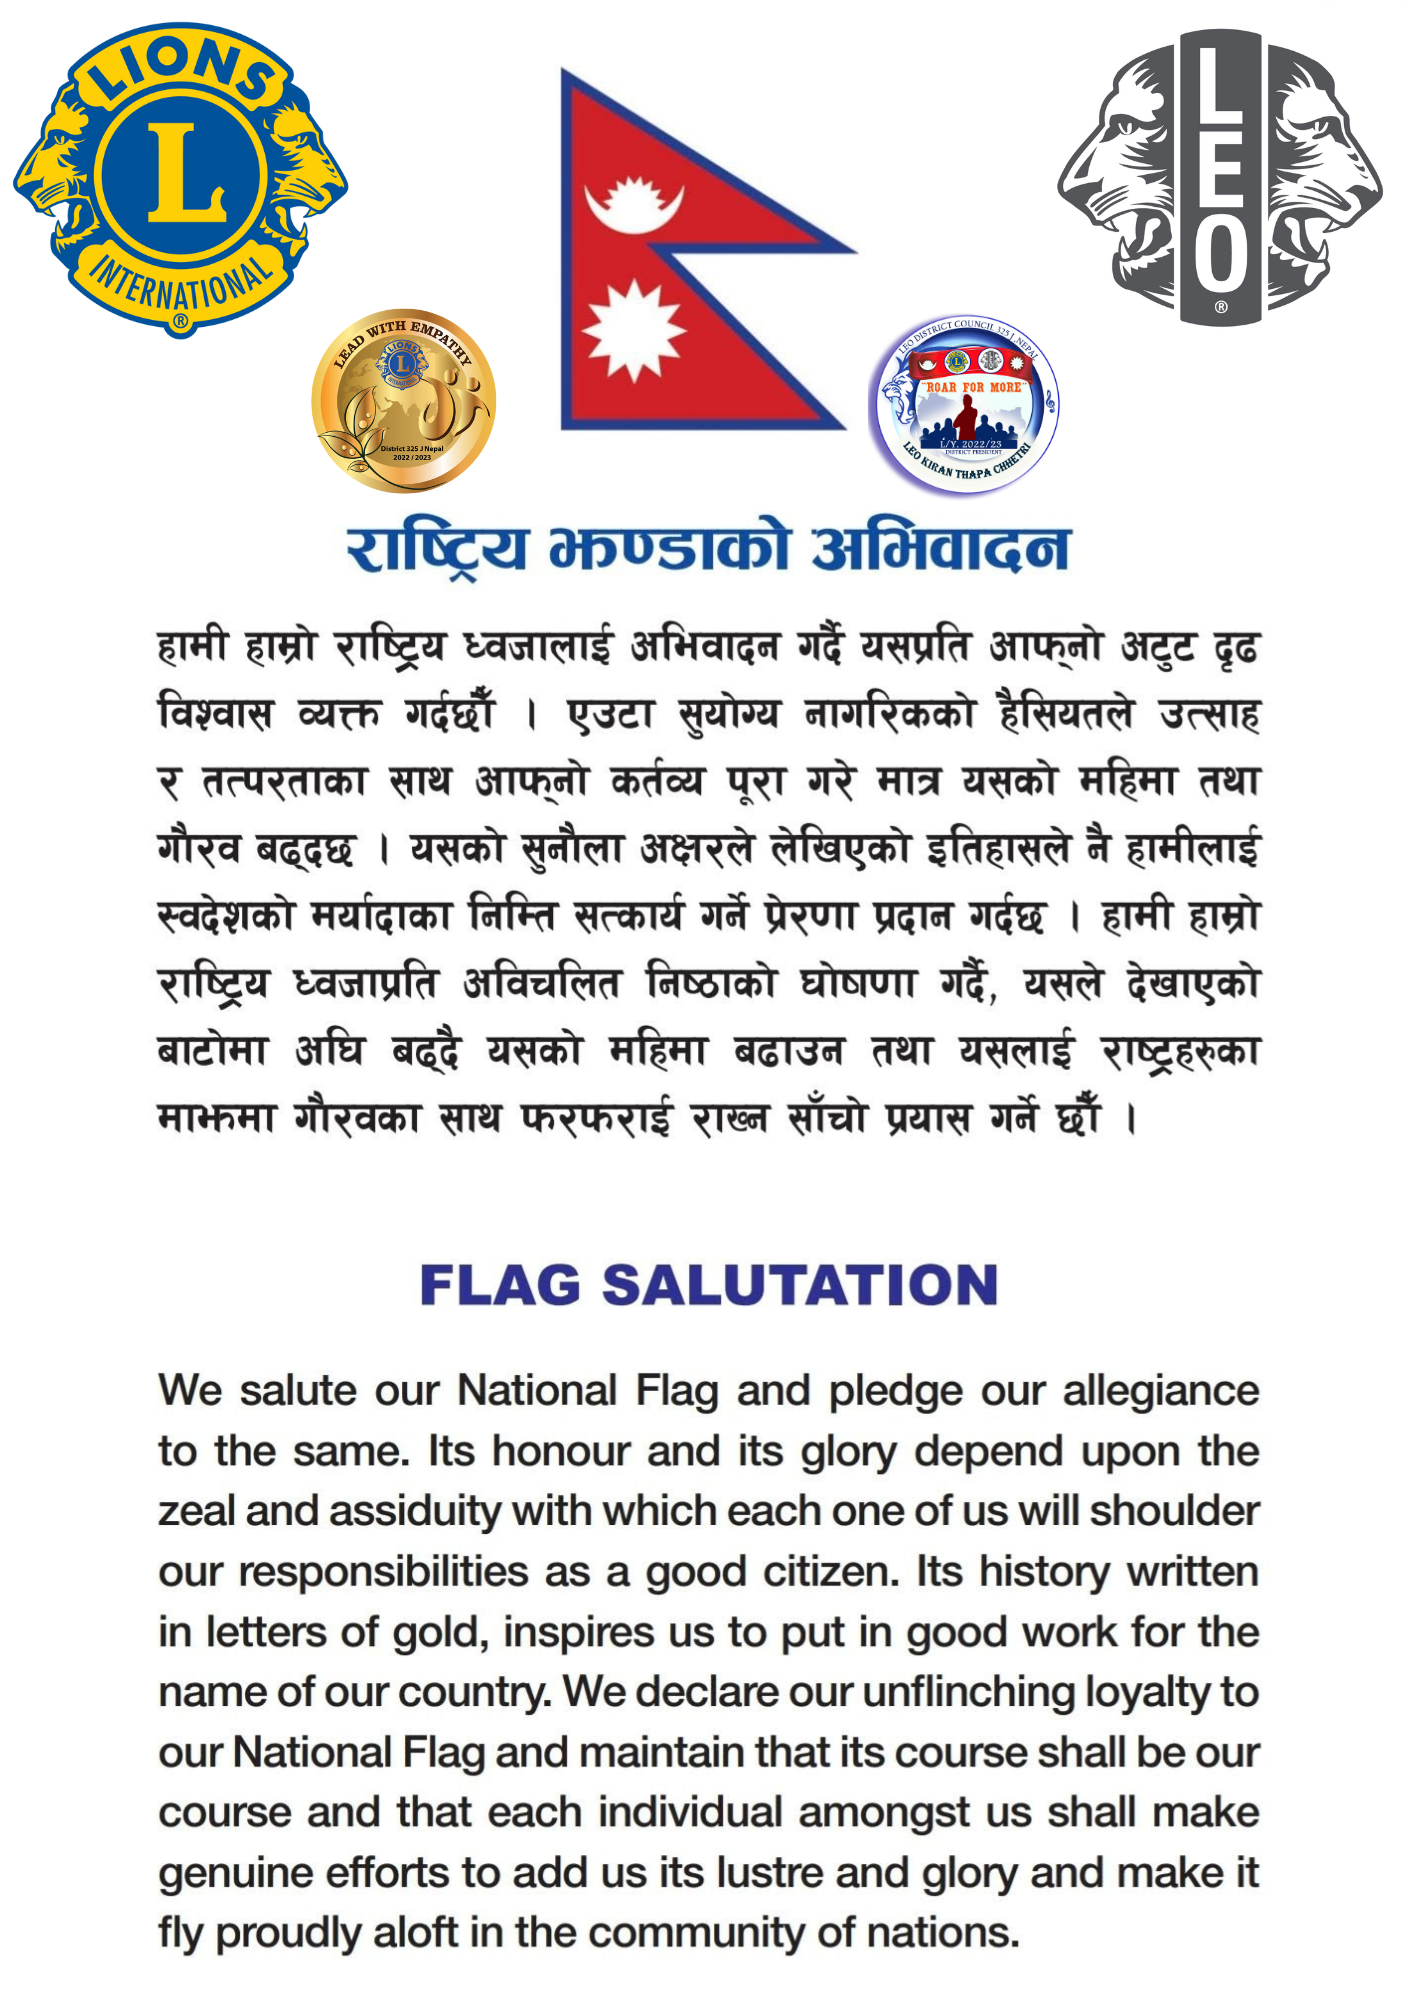 LIONS
L
INTERNATIONAL
®
LEO
®
LEAD WITH EMPATHY
LIONS
L
INTERNATIONAL
District 325 J Nepal
2022 / 2023
LEO DISTRICT COUNCIL 325 J, NEPAL
"ROAR FOR MORE"
L/Y. 2022/23
DISTRICT PRESIDENT
LEO KIRAN THAPA CHHETRI
राष्ट्रिय झण्डाको अभिवादन
हामी हाम्रो राष्ट्रिय ध्वजालाई अभिवादन गर्दै यसप्रति आफ्‌नो अटुट दृढ
विश्वास व्यक्त गर्दछौँ । एउटा सुयोग्य नागरिकको हैसियतले उत्साह
र तत्परताका साथ आफ्‌नो कर्तव्य पूरा गरे मात्र यसको महिमा तथा
गौरव बढ्दछ । यसको सुनौला अक्षरले लेखिएको इतिहासले नै हामीलाई
स्वदेशको मर्यादाका निम्ति सत्कार्य गर्ने प्रेरणा प्रदान गर्दछ । हामी हाम्रो
राष्ट्रिय ध्वजाप्रति अविचलित निष्ठाको घोषणा गर्दै, यसले देखाएको
बाटोमा अघि बढ्दै यसको महिमा बढाउन तथा यसलाई राष्ट्रहरुका
माझमा गौरवका साथ फरफराई राख्न साँचो प्रयास गर्ने छौँ ।
FLAG SALUTATION
We salute our National Flag and pledge our allegiance
to the same. Its honour and its glory depend upon the
zeal and assiduity with which each one of us will shoulder
our responsibilities as a good citizen. Its history written
in letters of gold, inspires us to put in good work for the
name of our country. We declare our unflinching loyalty to
our National Flag and maintain that its course shall be our
course and that each individual amongst us shall make
genuine efforts to add us its lustre and glory and make it
fly proudly aloft in the community of nations.